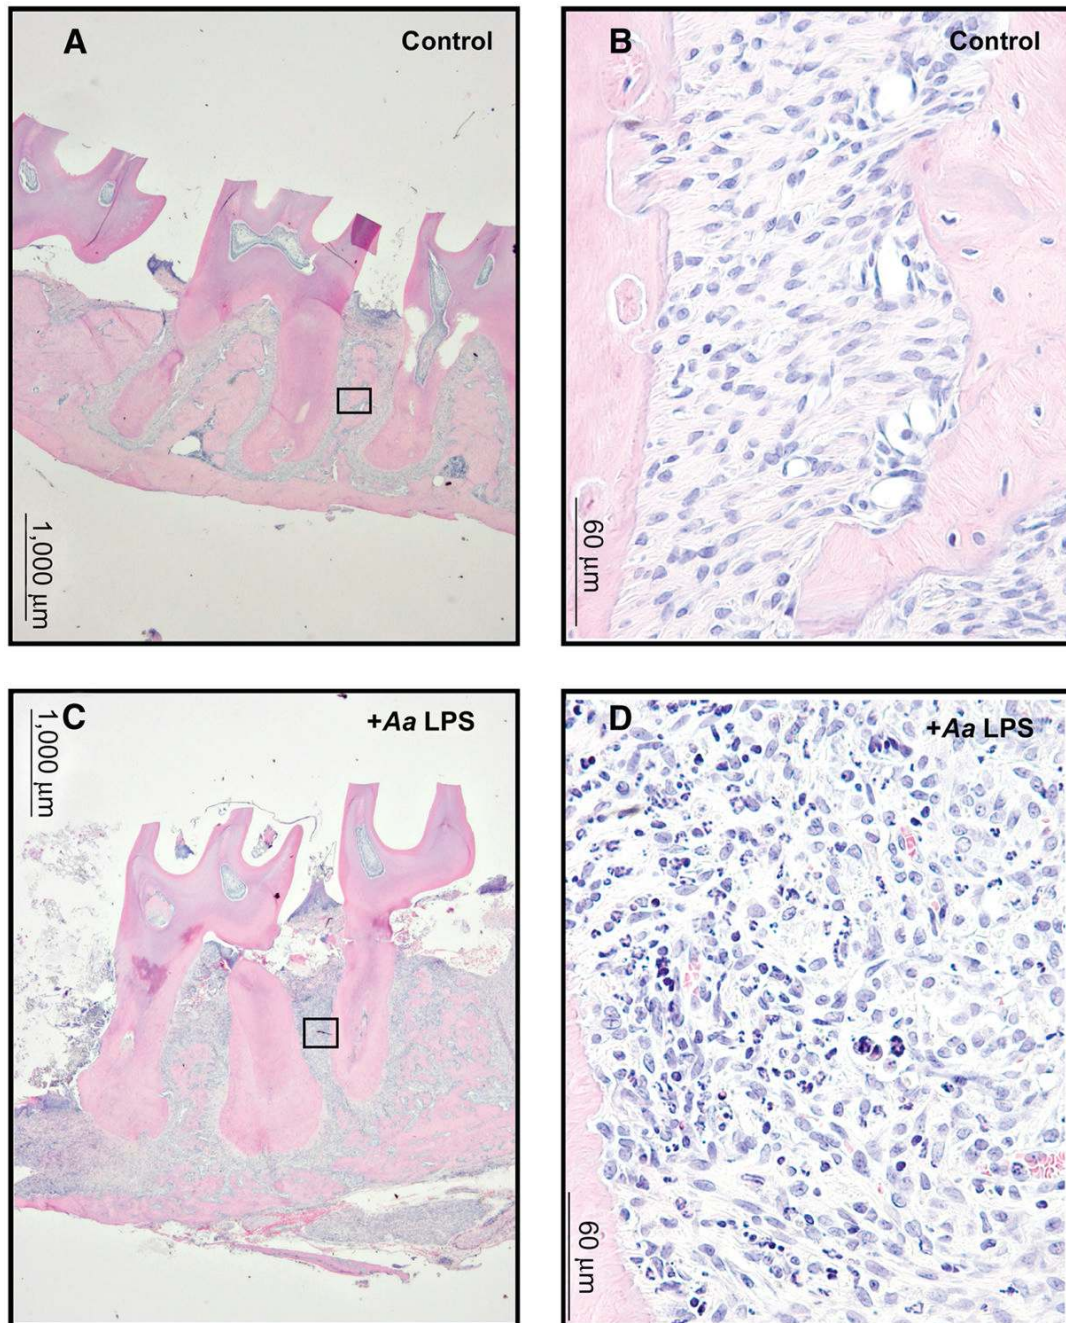 A
Control
1,000 µm
B
Control
60 µm
C
+Aa LPS
1,000 µm
D
+Aa LPS
60 µm